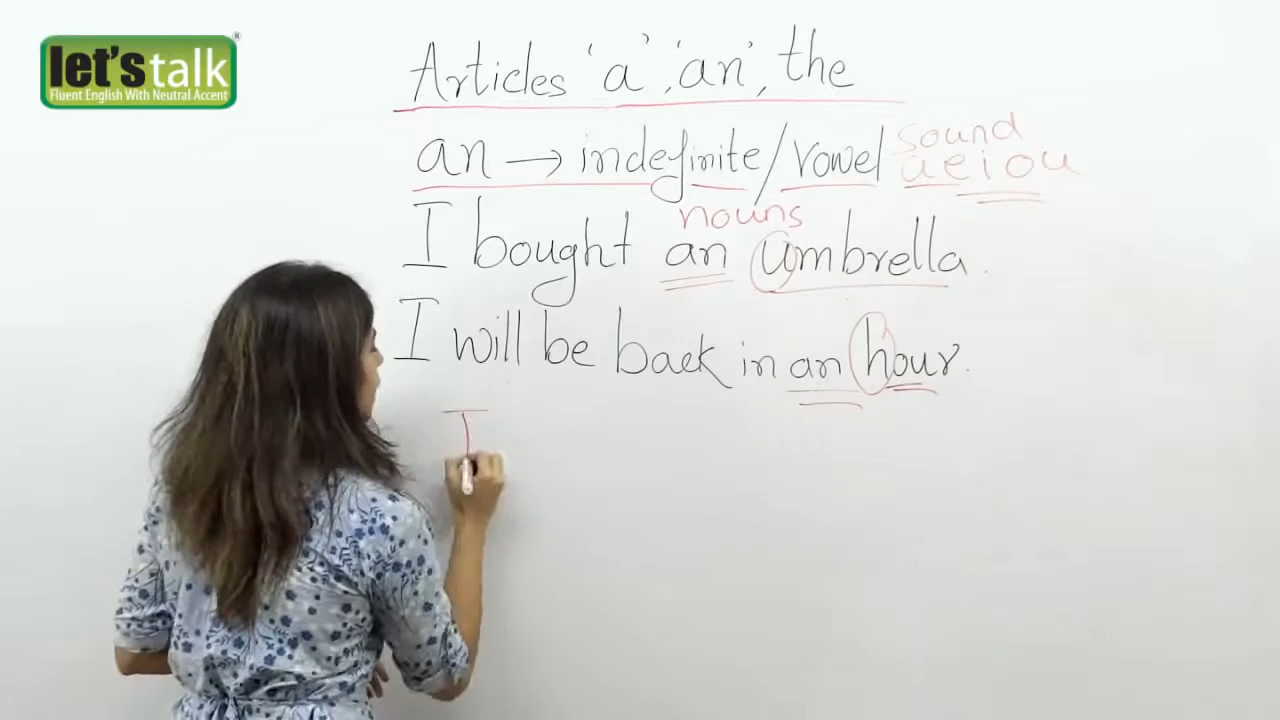 let's talk®
Fluent English With Neutral Accent
Articles 'a', 'an', the
an → indefinite/vowel sound
a e i o u
nouns
I bought an umbrella.
I will be back in an hour.
I